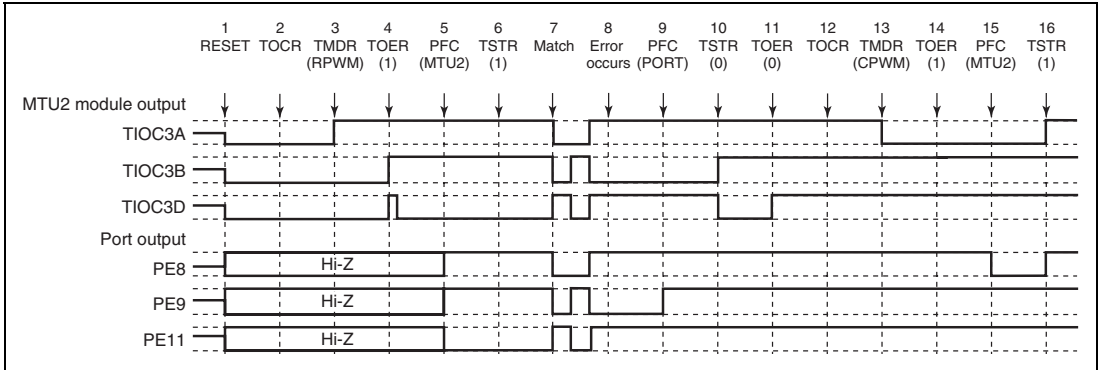 1 2 3 4 5 6 7 8 9 10 11 12 13 14 15 16
RESET TOCR TMDR TOER PFC TSTR Match Error PFC TSTR TOER TOCR TMDR TOER PFC TSTR
(RPWM) (1) (MTU2) (1) occurs (PORT) (0) (0) (CPWM) (1) (MTU2) (1)
MTU2 module output
TIOC3A
TIOC3B
TIOC3D
Port output
PE8 Hi-Z
PE9 Hi-Z
PE11 Hi-Z